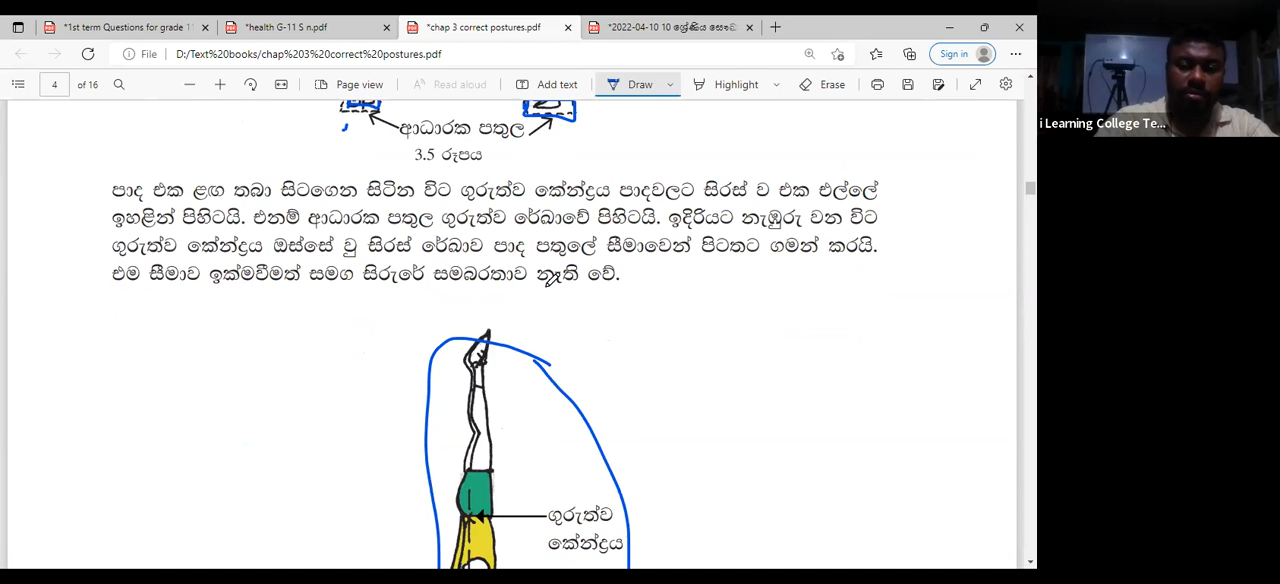 *1st term Questions for grade 1
*health G-11 S n.pdf
*chap 3 correct postures.pdf
*2022-04-10 10 ශ්‍රේණිය සෞඛ
File
D:/Text%20books/chap%203%20correct%20postures.pdf
Sign in
4 of 16
Page view
Read aloud
Add text
Draw
Highlight
Erase
i Learning College Te...
ආධාරක පතුල
3.5 රූපය
පාද එක ළඟ තබා සිටගෙන සිටින විට ගුරුත්ව කේන්ද්‍රය පාදවලට සිරස් ව එක එල්ලේ
ඉහළින් පිහිටයි. එනම් ආධාරක පතුල ගුරුත්ව රේඛාවේ පිහිටයි. ඉදිරියට නැඹුරු වන විට
ගුරුත්ව කේන්ද්‍රය ඔස්සේ වූ සිරස් රේඛාව පාද පතුලේ සීමාවෙන් පිටතට ගමන් කරයි.
එම සීමාව ඉක්මවීමත් සමග සිරුරේ සමබරතාව නැති වේ.
ගුරුත්ව
කේන්ද්‍රය